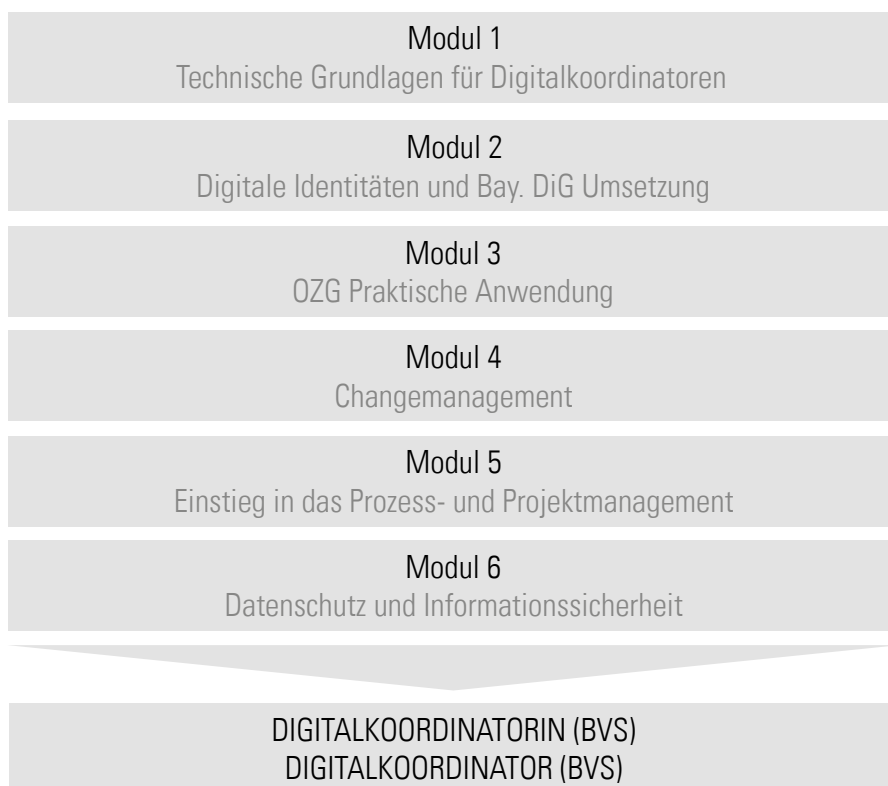 Modul 1
Technische Grundlagen für Digitalkoordinatoren
Modul 2
Digitale Identitäten und Bay. DiG Umsetzung
Modul 3
OZG Praktische Anwendung
Modul 4
Changemanagement
Modul 5
Einstieg in das Prozess- und Projektmanagement
Modul 6
Datenschutz und Informationssicherheit
DIGITALKOORDINATORIN (BVS)
DIGITALKOORDINATOR (BVS)